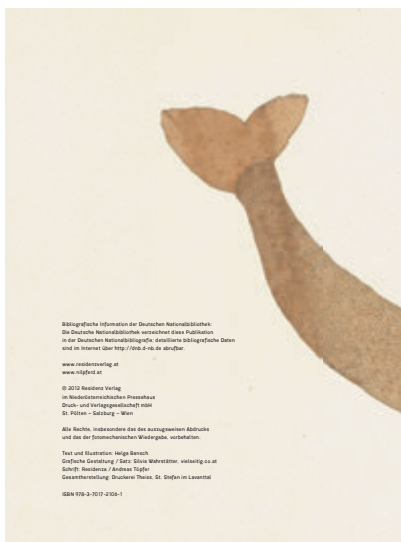 Bibliografische Information der Deutschen Nationalbibliothek:
Die Deutsche Nationalbibliothek verzeichnet diese Publikation
in der Deutschen Nationalbibliografie; detaillierte bibliografische Daten
sind im Internet über http://dnb.d-nb.de abrufbar.
www.residenzverlag.at
www.nilpferd.at
© 2012 Residenz Verlag
im Niederösterreichischen Pressehaus
Druck- und Verlagsgesellschaft mbH
St. Pölten – Salzburg – Wien
Alle Rechte, insbesondere das des auszugsweisen Abdrucks
und das der fotomechanischen Wiedergabe, vorbehalten.
Text und Illustration: Helga Bansch
Grafische Gestaltung / Satz: Silvia Wahrstätter, vielseitig.co.at
Schrift: Residenz / Andreas Töpfer
Gesamtherstellung: Druckerei Theiss, St. Stefan im Lavanttal
ISBN 978-3-7017-2106-1